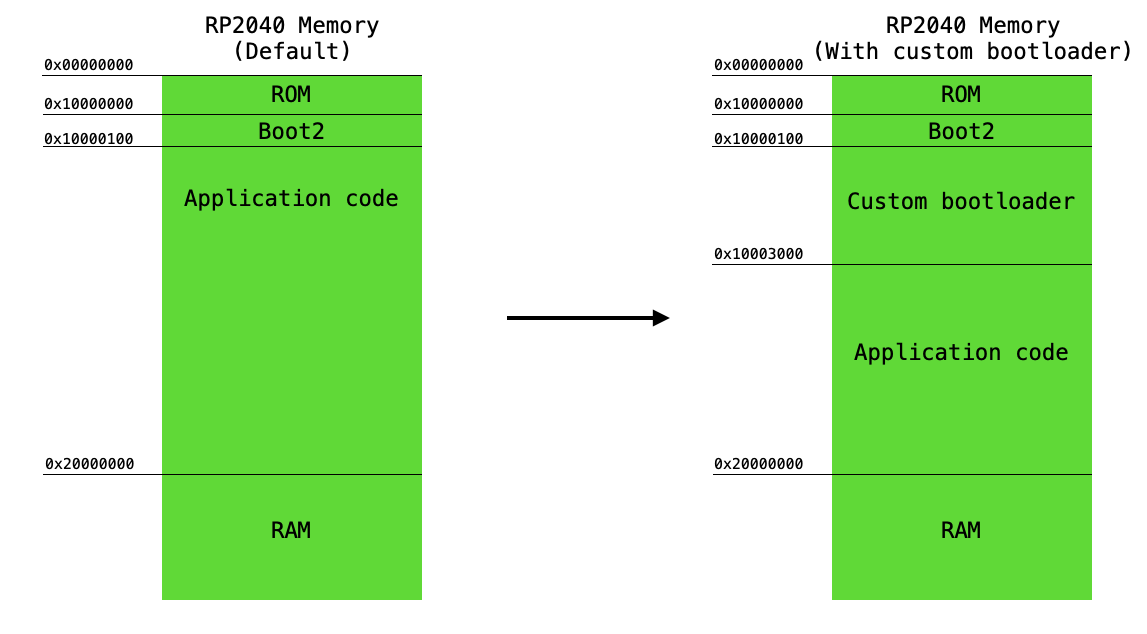 RP2040 Memory
(Default)
0x00000000
ROM
0x10000000
Boot2
0x10000100
Application code
0x20000000
RAM
RP2040 Memory
(With custom bootloader)
0x00000000
ROM
0x10000000
Boot2
0x10000100
Custom bootloader
0x10003000
Application code
0x20000000
RAM